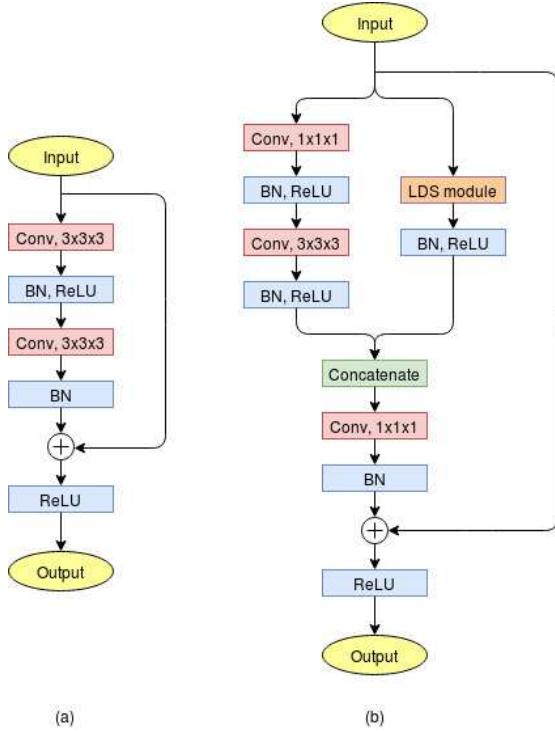 Input
Conv, 3x3x3
BN, ReLU
Conv, 3x3x3
BN
+
ReLU
Output
(a)
Input
Conv, 1x1x1
BN, ReLU
Conv, 3x3x3
BN, ReLU
LDS module
BN, ReLU
Concatenate
Conv, 1x1x1
BN
+
ReLU
Output
(b)